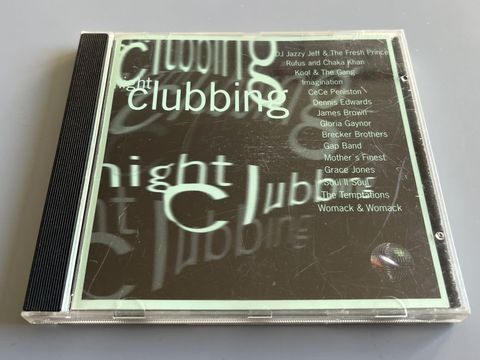 clubbing
night
clubbing
DJ Jazzy Jeff & The Fresh Prince
Rufus and Chaka Khan
Kool & The Gang
Imagination
CeCe Peniston
Dennis Edwards
James Brown
Gloria Gaynor
Brecker Brothers
Gap Band
Mother's Finest
Grace Jones
Soul II Soul
The Temptations
Womack & Womack
night
clubbing
clubbing